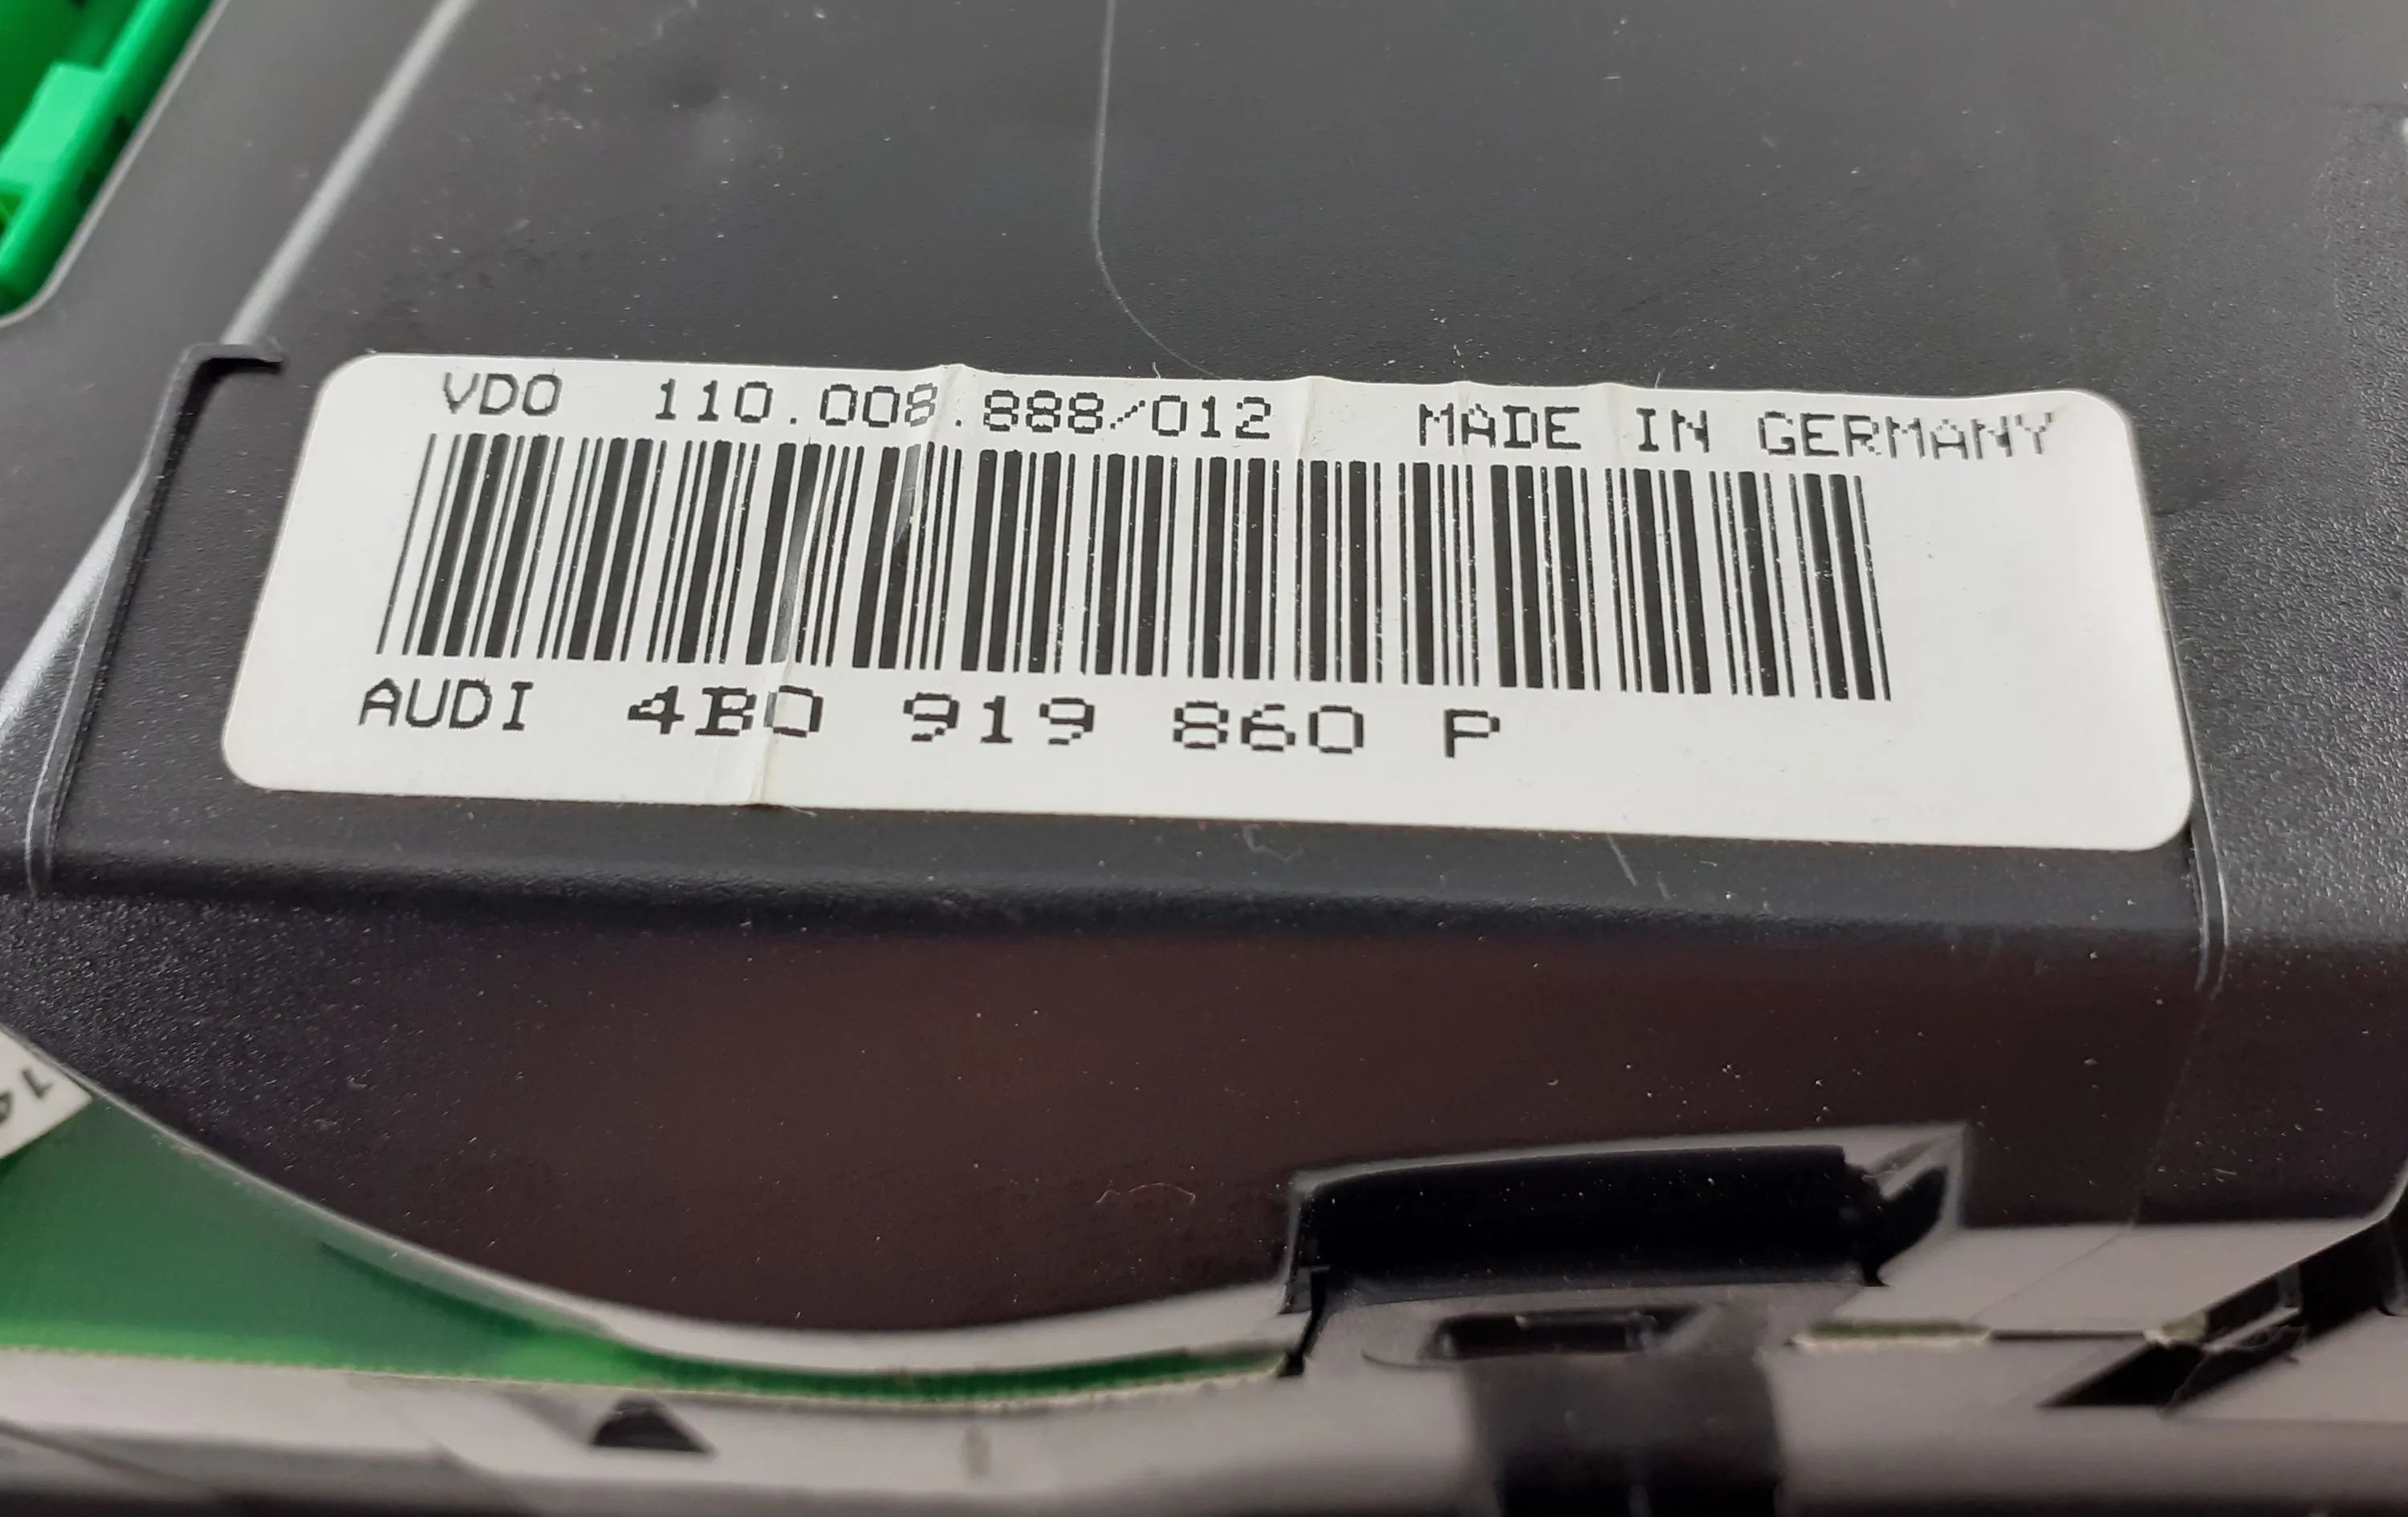 VDO 110.008.888/012 MADE IN GERMANY
AUDI 4B0 919 860 P